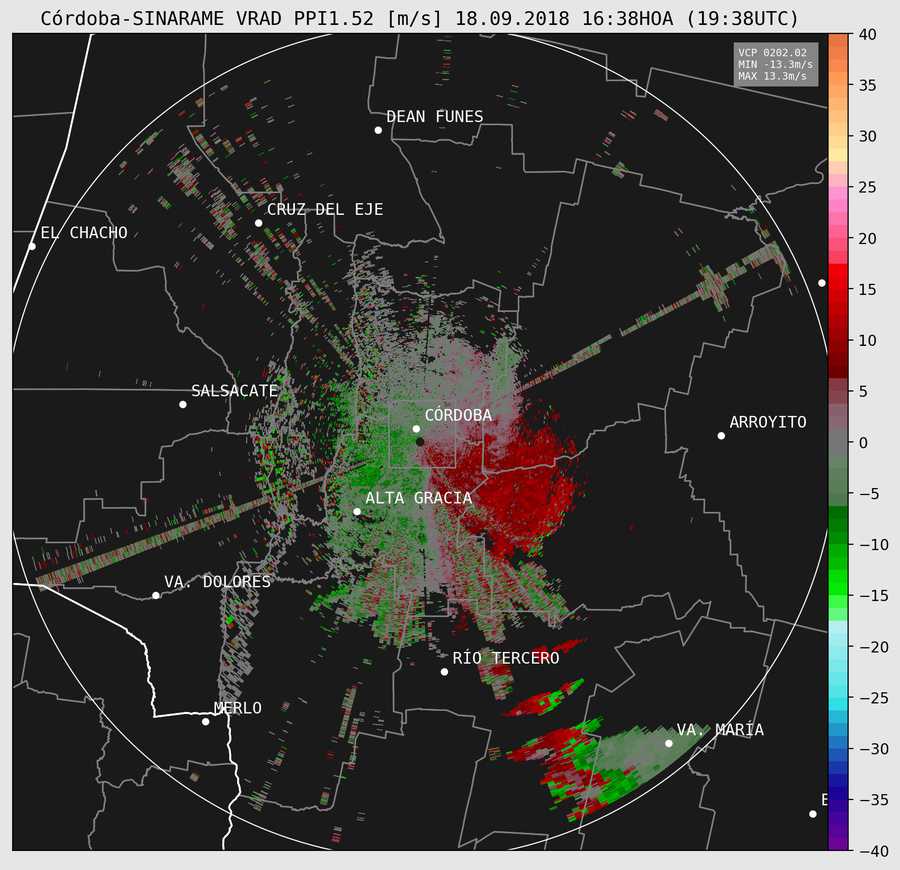 Córdoba-SINARAME VRAD PPI1.52 [m/s] 18.09.2018 16:38HOA (19:38UTC)
VCP 0202.02
MIN -13.3m/s
MAX 13.3m/s
DEAN FUNES
CRUZ DEL EJE
EL CHACHO
SALSACATE
CÓRDOBA
ARROYITO
ALTA GRACIA
VA. DOLORES
RÍO TERCERO
MERLO
VA. MARÍA
40
35
30
25
20
15
10
5
0
−5
−10
−15
−20
−25
−30
−35
−40